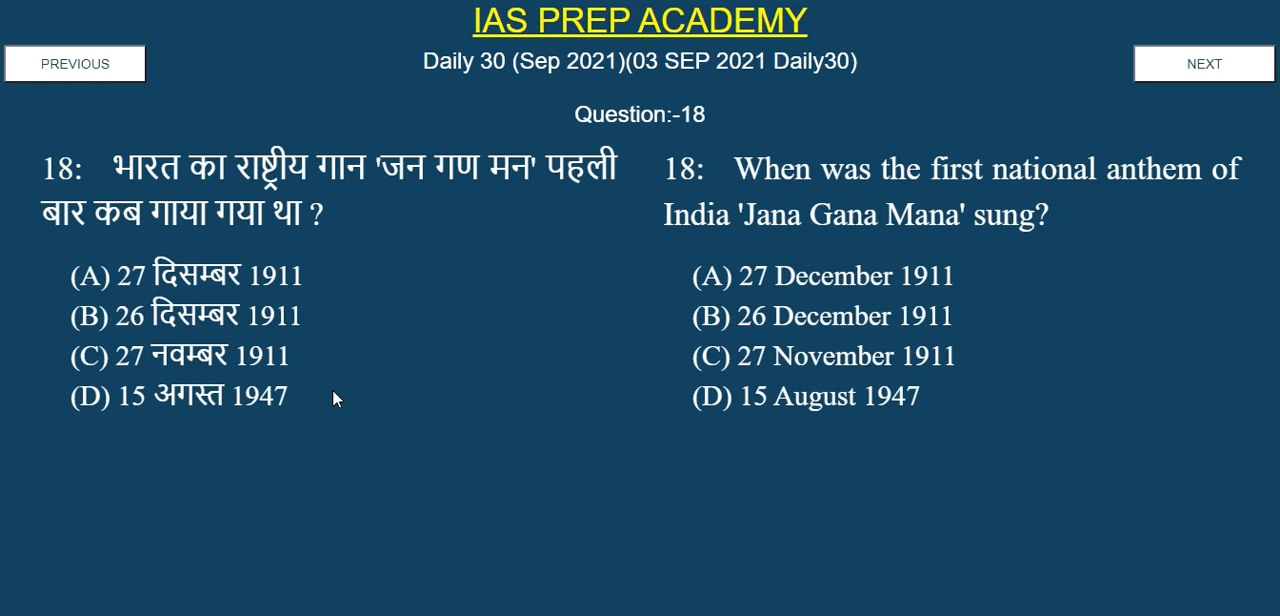 IAS PREP ACADEMY
PREVIOUS
Daily 30 (Sep 2021)(03 SEP 2021 Daily30)
NEXT
Question:-18
18: भारत का राष्ट्रीय गान 'जन गण मन' पहली
बार कब गाया गया था ?
(A) 27 दिसम्बर 1911
(B) 26 दिसम्बर 1911
(C) 27 नवम्बर 1911
(D) 15 अगस्त 1947
18: When was the first national anthem of
India 'Jana Gana Mana' sung?
(A) 27 December 1911
(B) 26 December 1911
(C) 27 November 1911
(D) 15 August 1947